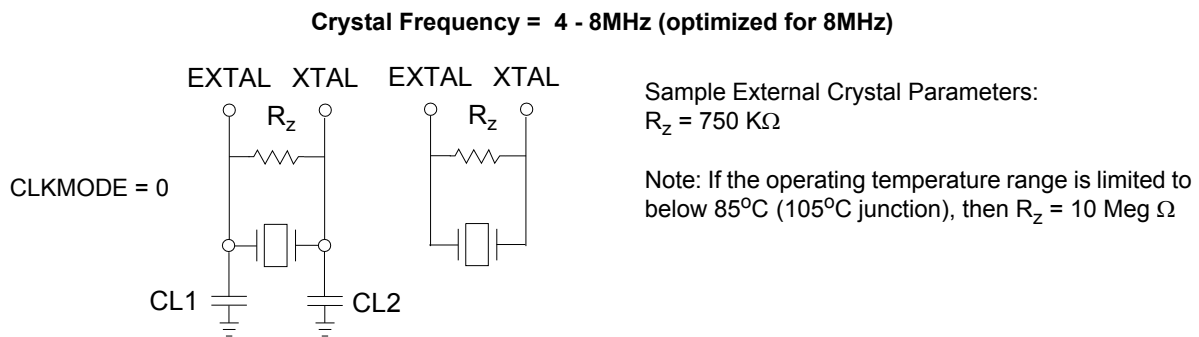 Crystal Frequency = 4 - 8MHz (optimized for 8MHz)
EXTAL XTAL
EXTAL XTAL
Rz
Rz
Sample External Crystal Parameters:
Rz = 750 KΩ
CLKMODE = 0
Note: If the operating temperature range is limited to
below 85oC (105oC junction), then Rz = 10 Meg Ω
CL1
CL2